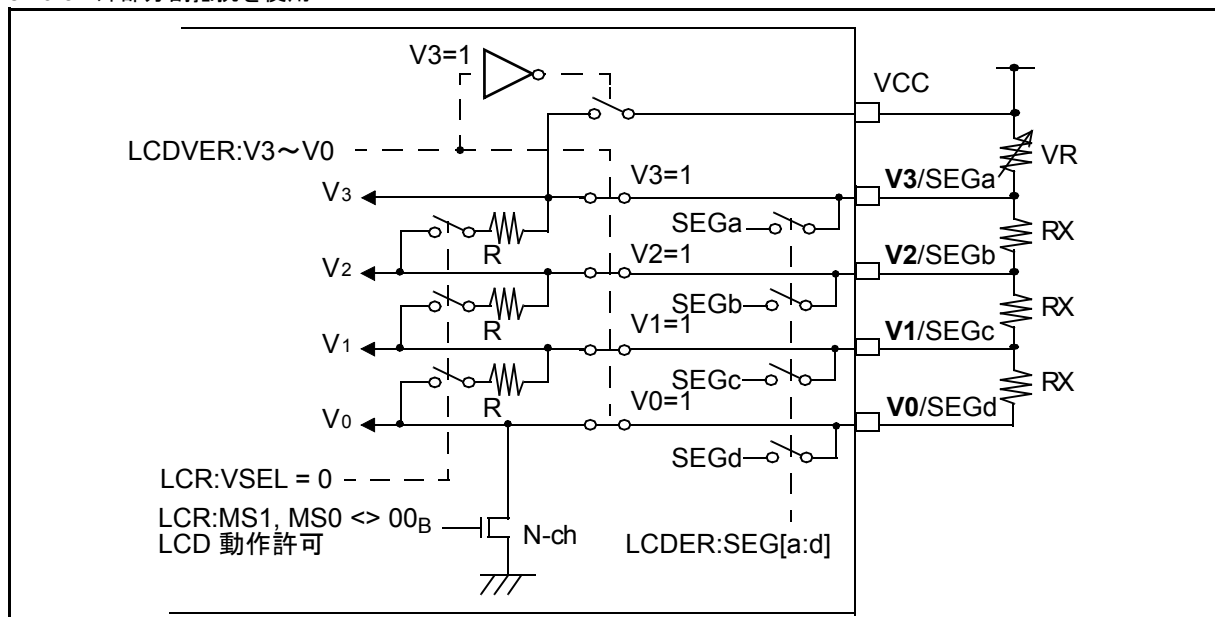 V3=1
VCC
LCDVER:V3～V0
VR
V3=1
V3/SEGa
V3
SEGa
RX
R
V2=1
V2/SEGb
V2
SEGb
RX
R
V1=1
V1/SEGc
V1
SEGc
RX
R
V0=1
V0/SEGd
V0
SEGd
LCR:VSEL = 0
LCR:MS1, MS0 <> 00B
LCD 動作許可
N-ch
LCDER:SEG[a:d]